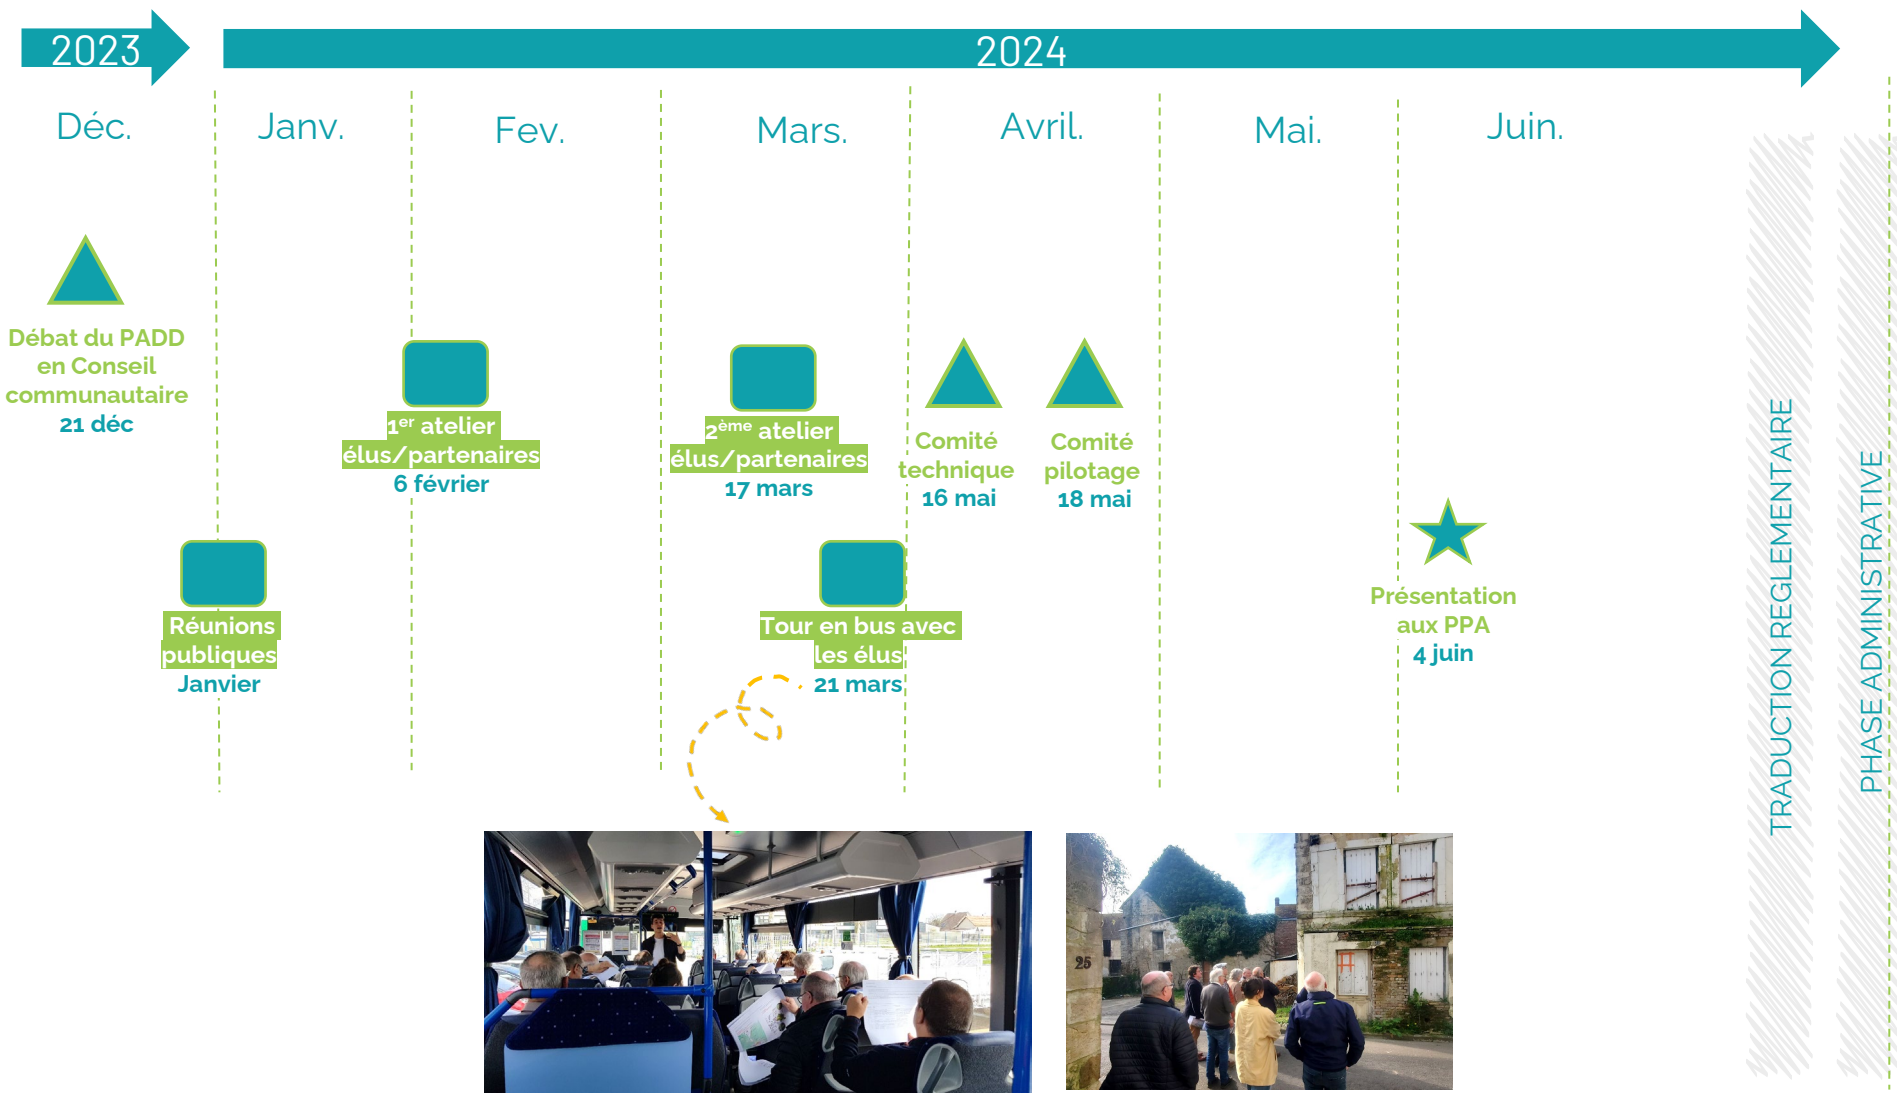 2023
2024
Déc.
Janv.
Fev.
Mars.
Avril.
Mai.
Juin.
Débat du PADD
en Conseil
communautaire
21 déc
Réunions
publiques
Janvier
1er atelier
élus/partenaires
6 février
2ème atelier
élus/partenaires
17 mars
Tour en bus avec
les élus
21 mars
Comité
technique
16 mai
Comité
pilotage
18 mai
Présentation
aux PPA
4 juin
TRADUCTION REGLEMENTAIRE
PHASE ADMINISTRATIVE
25